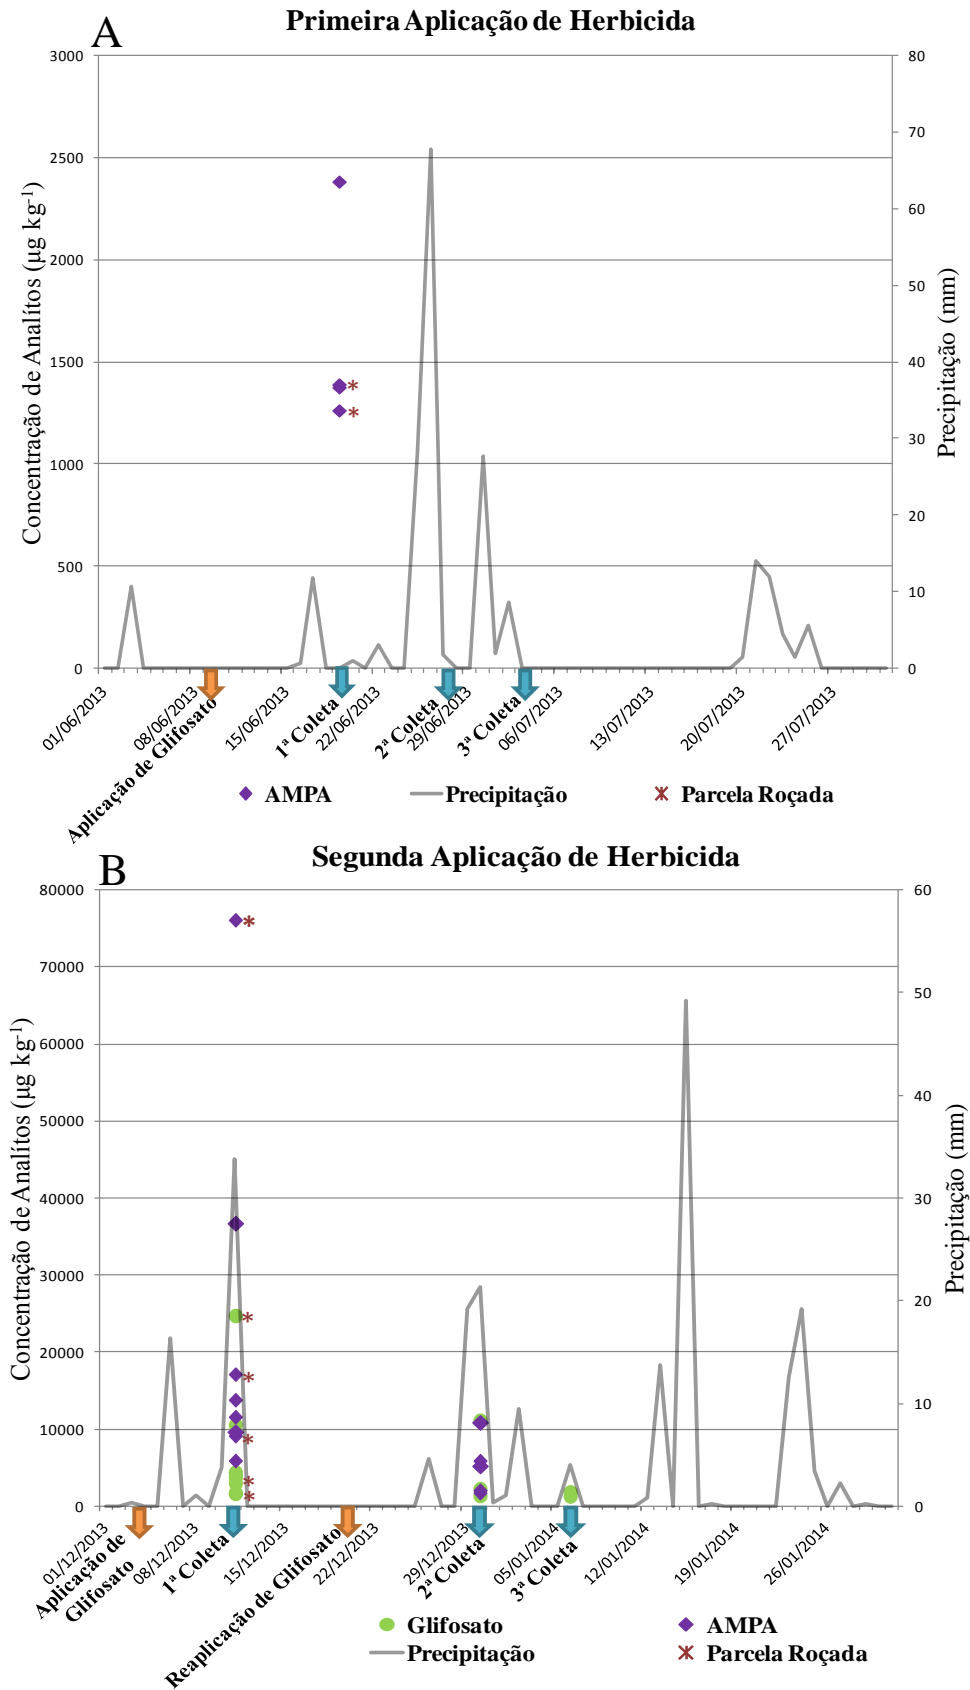 A
Primeira Aplicação de Herbicida
Concentração de Analítos (µg kg⁻¹)
3000
2500
2000
1500
1000
500
0
80
70
60
50
40
30
20
10
0
Precipitação (mm)
01/06/2013
08/06/2013
15/06/2013
22/06/2013
29/06/2013
06/07/2013
13/07/2013
20/07/2013
27/07/2013
Aplicação de Glifosato
1ª Coleta
2ª Coleta
3ª Coleta
AMPA
Precipitação
Parcela Roçada
B
Segunda Aplicação de Herbicida
Concentração de Analítos (µg kg⁻¹)
80000
70000
60000
50000
40000
30000
20000
10000
0
60
50
40
30
20
10
0
Precipitação (mm)
01/12/2013
08/12/2013
15/12/2013
22/12/2013
29/12/2013
05/01/2014
12/01/2014
19/01/2014
26/01/2014
Aplicação de
Glifosato
1ª Coleta
Reaplicação de Glifosato
2ª Coleta
3ª Coleta
Glifosato
AMPA
Precipitação
Parcela Roçada